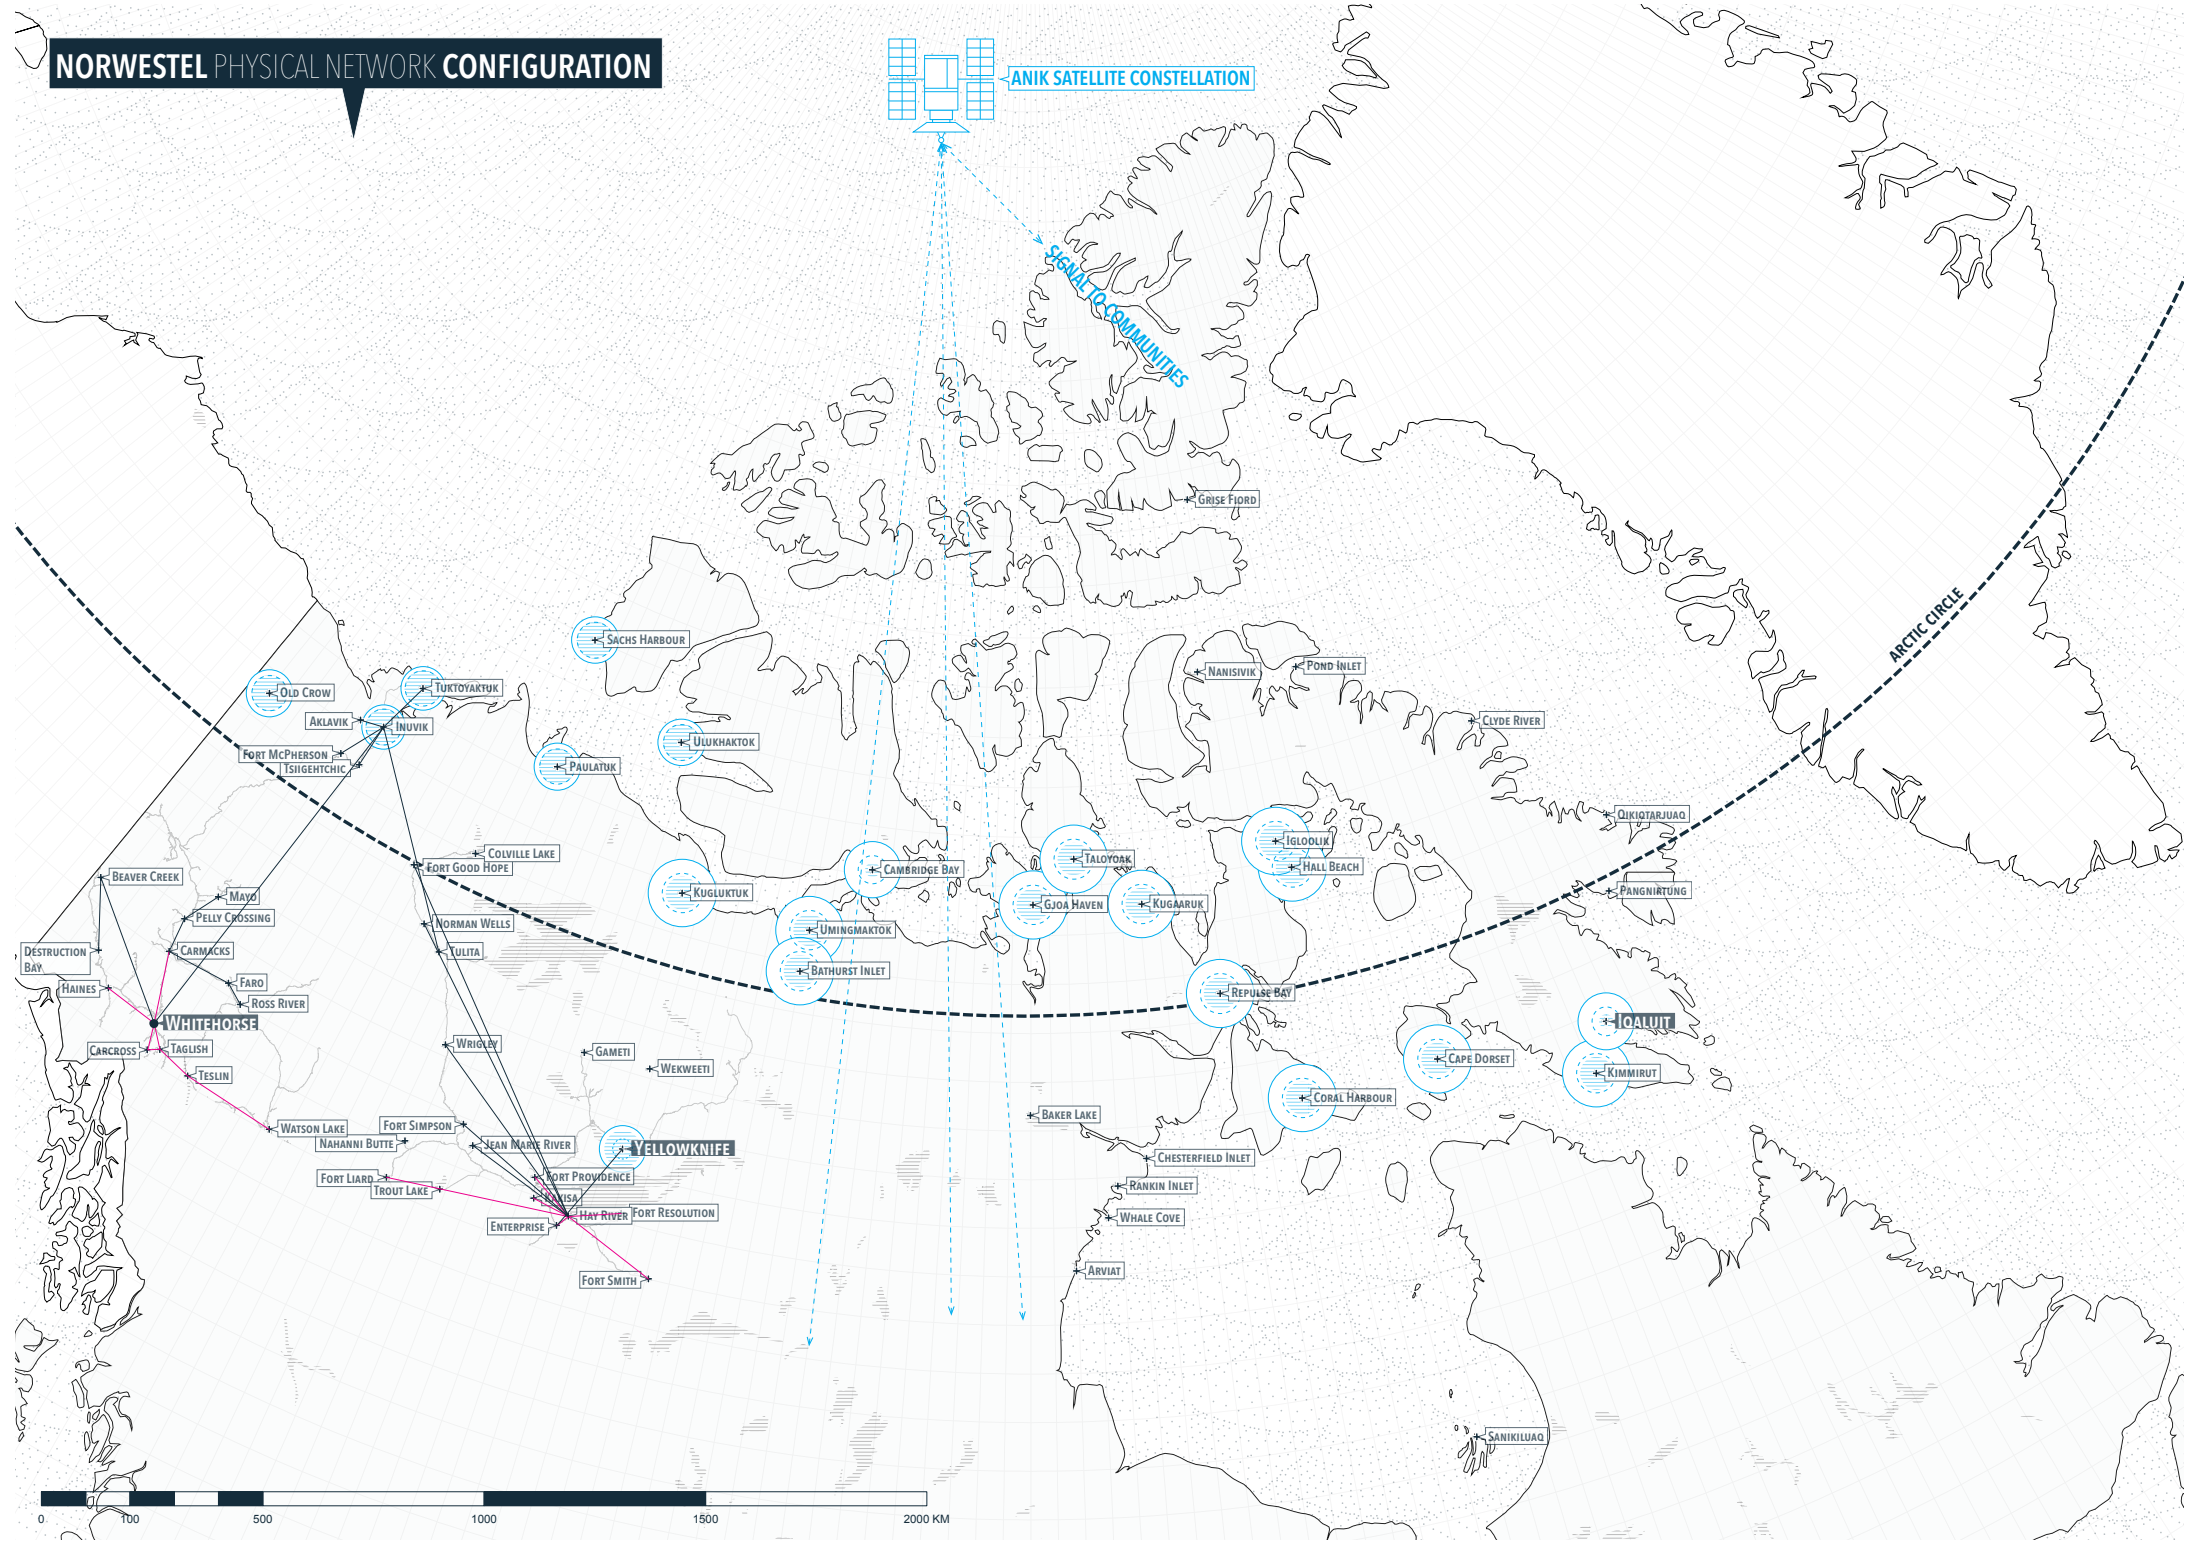 NORWESTEL PHYSICAL NETWORK CONFIGURATION
ANIK SATELLITE CONSTELLATION
SIGNAL TO COMMUNITIES
GRISE FIORD
ARCTIC CIRCLE
SACHS HARBOUR
NANISIVIK
POND INLET
OLD CROW
TUKTOYAKTUK
AKLAVIK
INUVIK
CLYDE RIVER
ULUKHAKTOK
FORT MCPHERSON
TSIIGEHTCHIC
PAULATUK
QIKIQTARJUAQ
IGLOOLIK
COLVILLE LAKE
FORT GOOD HOPE
TALOYOAK
HALL BEACH
CAMBRIDGE BAY
BEAVER CREEK
MAYO
KUGLUKTUK
PANGNIRTUNG
GJOA HAVEN
KUGAARUK
PELLY CROSSING
NORMAN WELLS
UMINGMAKTOK
DESTRUCTION
BAY
CARMACKS
TULITA
BATHURST INLET
HAINES
FARO
ROSS RIVER
REPULSE BAY
WHITEHORSE
IQALUIT
CARCROSS
TAGLISH
WRIGLEY
GAMETI
CAPE DORSET
WEKWEETI
TESLIN
KIMMIRUT
CORAL HARBOUR
BAKER LAKE
WATSON LAKE
FORT SIMPSON
NAHANNI BUTTE
JEAN MARIE RIVER
YELLOWKNIFE
CHESTERFIELD INLET
FORT LIARD
TROUT LAKE
FORT PROVIDENCE
RANKIN INLET
KAKISA
ENTERPRISE
HAY RIVER
FORT RESOLUTION
WHALE COVE
ARVIAT
FORT SMITH
SANIKILUAQ
0 100 500 1000 1500 2000 KM